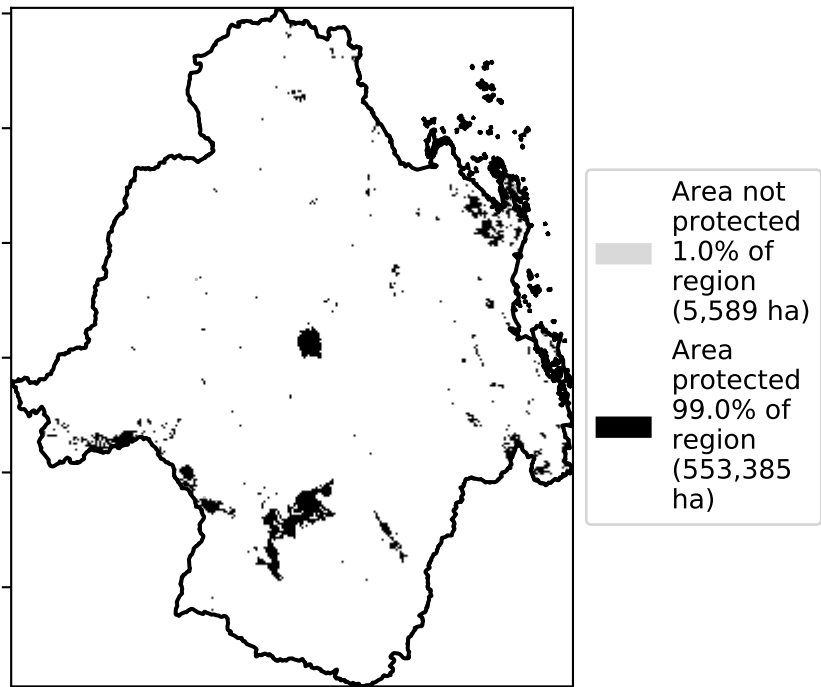 Area not
protected
1.0% of
region
(5,589 ha)
Area
protected
99.0% of
region
(553,385
ha)